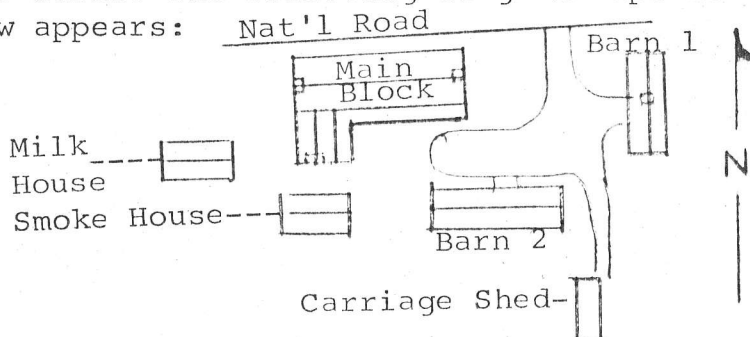 w appears: Nat'l Road
Barn 1
Main
Block
Milk
House
N
Smoke House
Barn 2
Carriage Shed